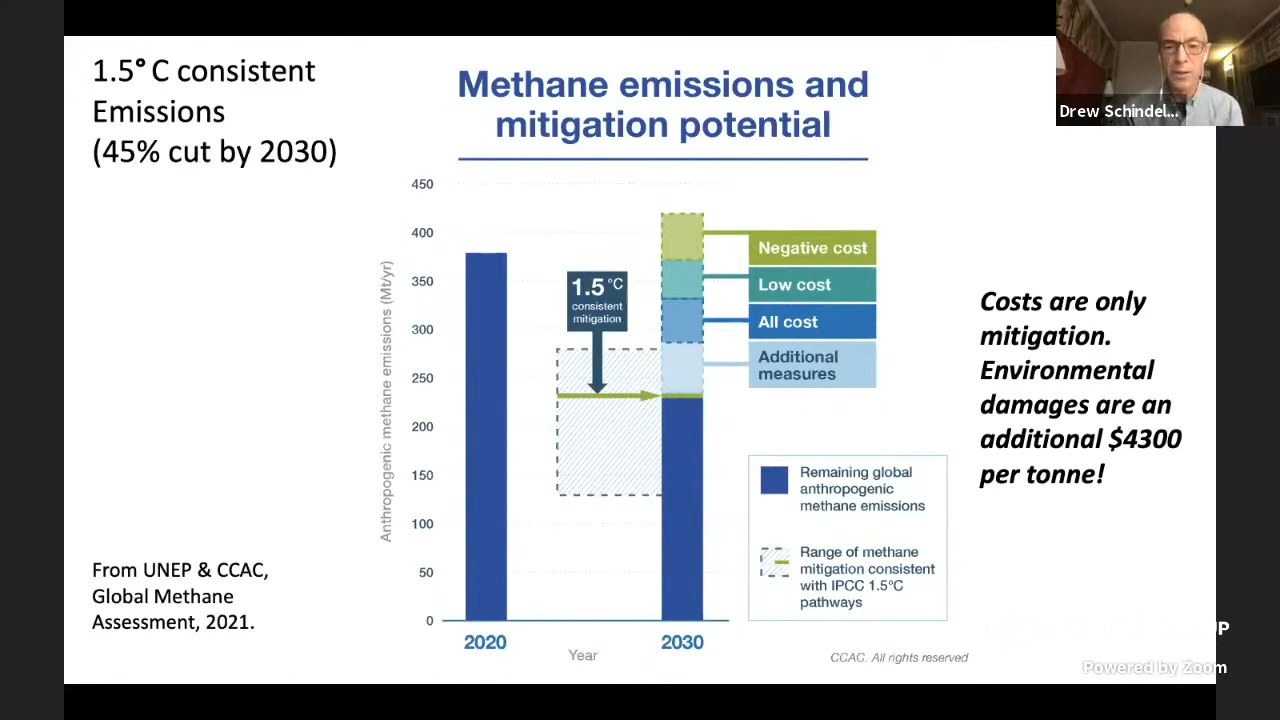 1.5° C consistent
Emissions
(45% cut by 2030)
Methane emissions and
mitigation potential
Drew Schindel...
Anthropogenic methane emissions (Mt/yr)
450
400
350
300
250
200
150
100
50
0
1.5 °C
consistent
mitigation
Negative cost
Low cost
All cost
Additional
measures
Remaining global
anthropogenic
methane emissions
Range of methane
mitigation consistent
with IPCC 1.5°C
pathways
2020
2030
Year
CCAC. All rights reserved
Costs are only
mitigation.
Environmental
damages are an
additional $4300
per tonne!
From UNEP & CCAC,
Global Methane
Assessment, 2021.
Powered by Zoom